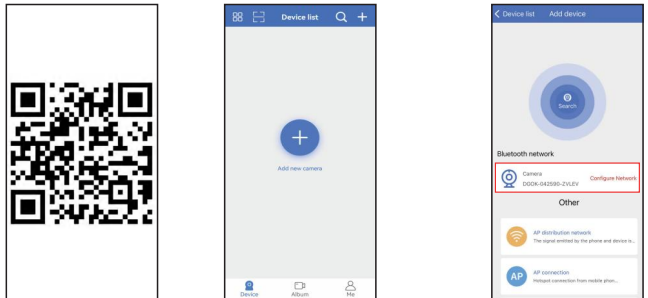 Device list
Add new camera
Device
Album
Me
Device list
Add device
Search
Bluetooth network
Camera
DGOK-042590-ZVLEV
Configure Network
Other
AP distribution network
The signal emitted by the phone and device is...
AP
AP connection
Hotspot connection from mobile phon...